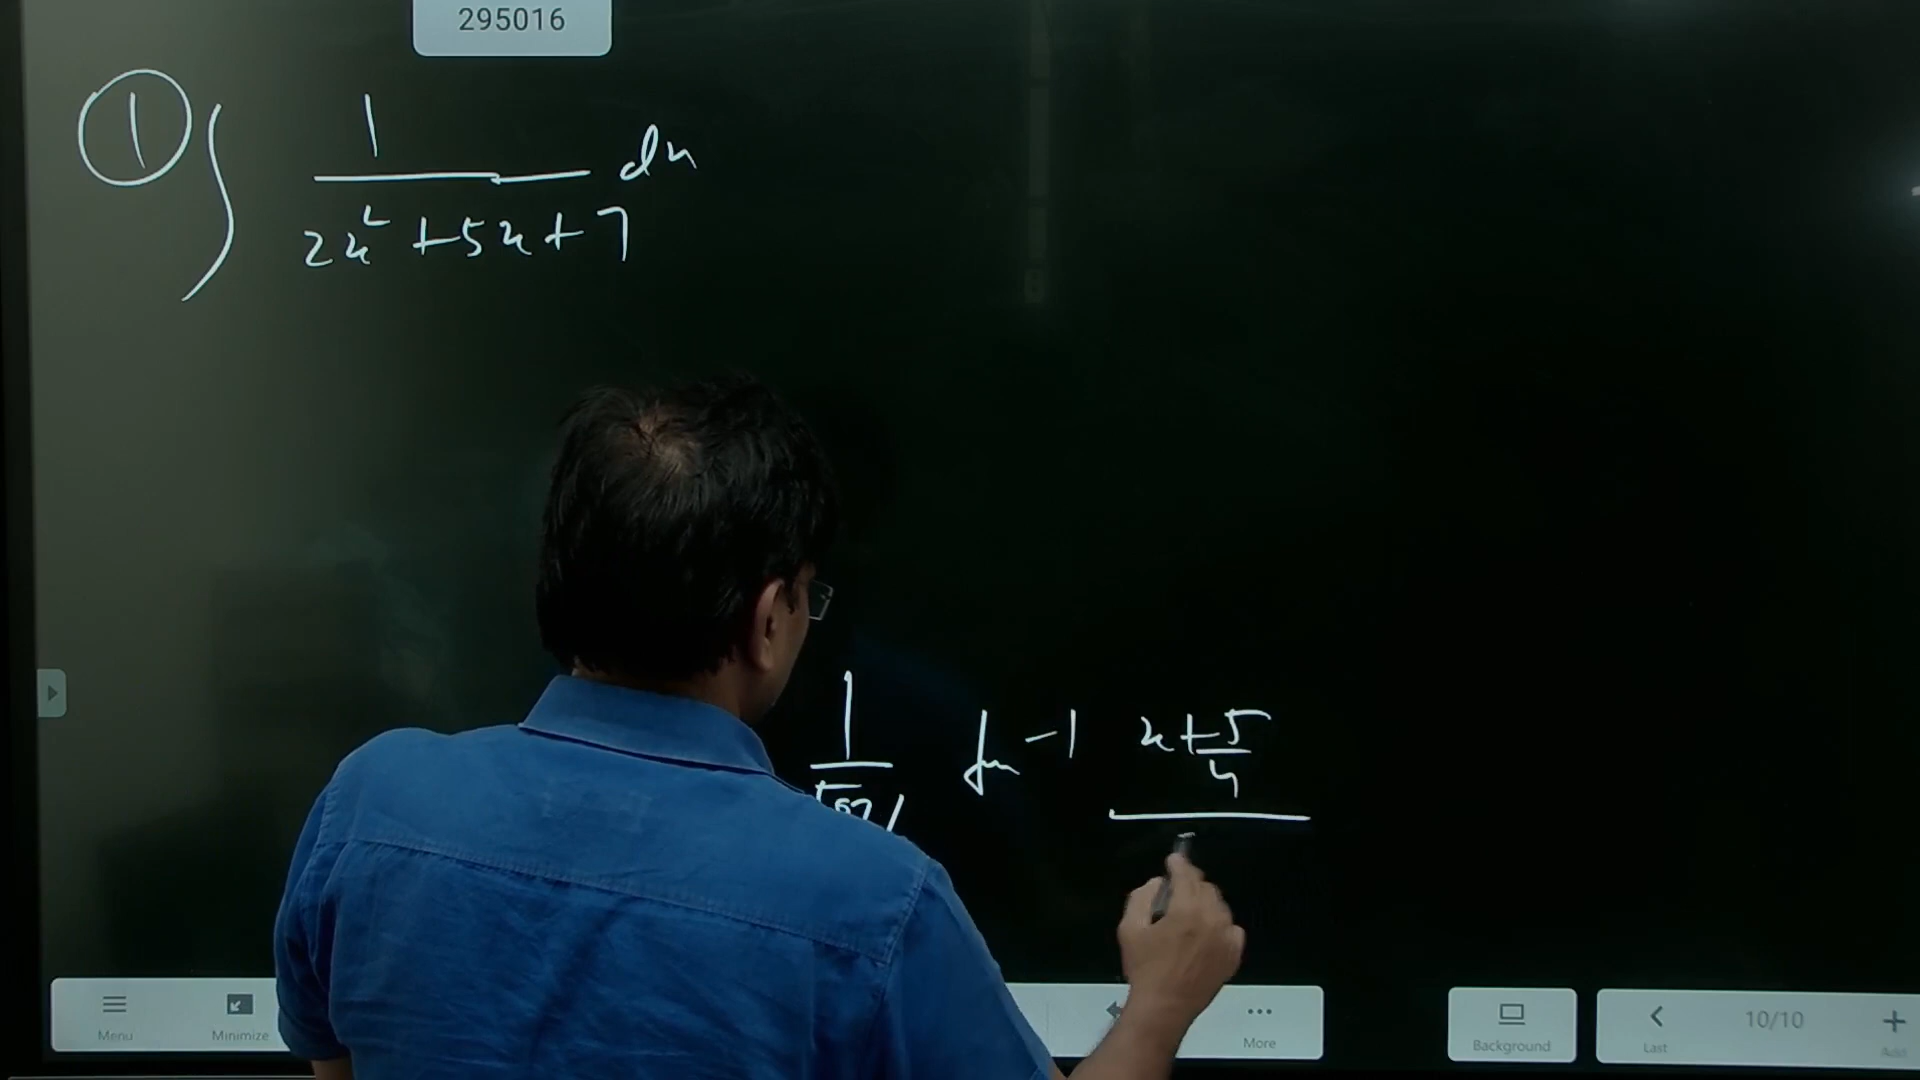 295016
① ∫ 1 / (2x² + 5x + 7) dx
1 tan -1 x + 5/4
Menu Minimize More Background Last 10/10 Add